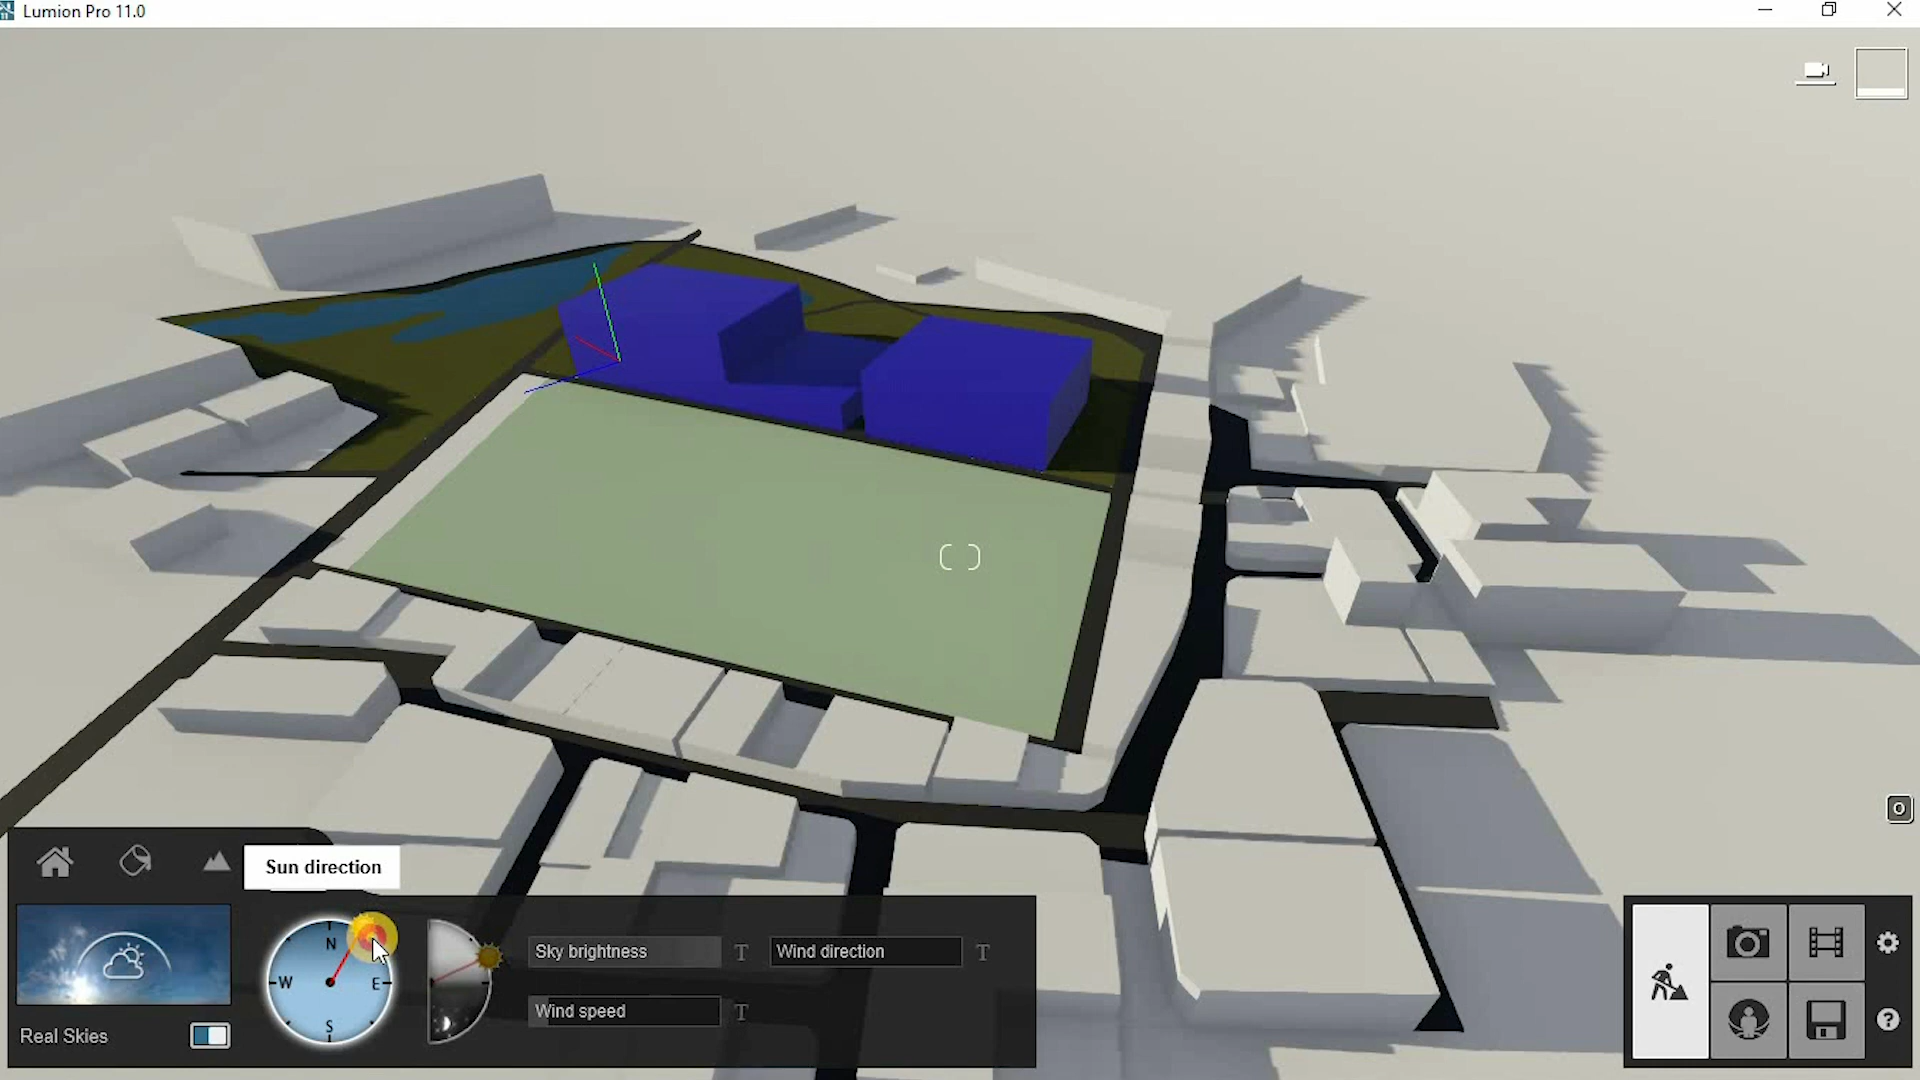 Lumion Pro 11.0
O
Sun direction
N
W
E
S
Sky brightness
T
Wind direction
T
Wind speed
T
Real Skies
?